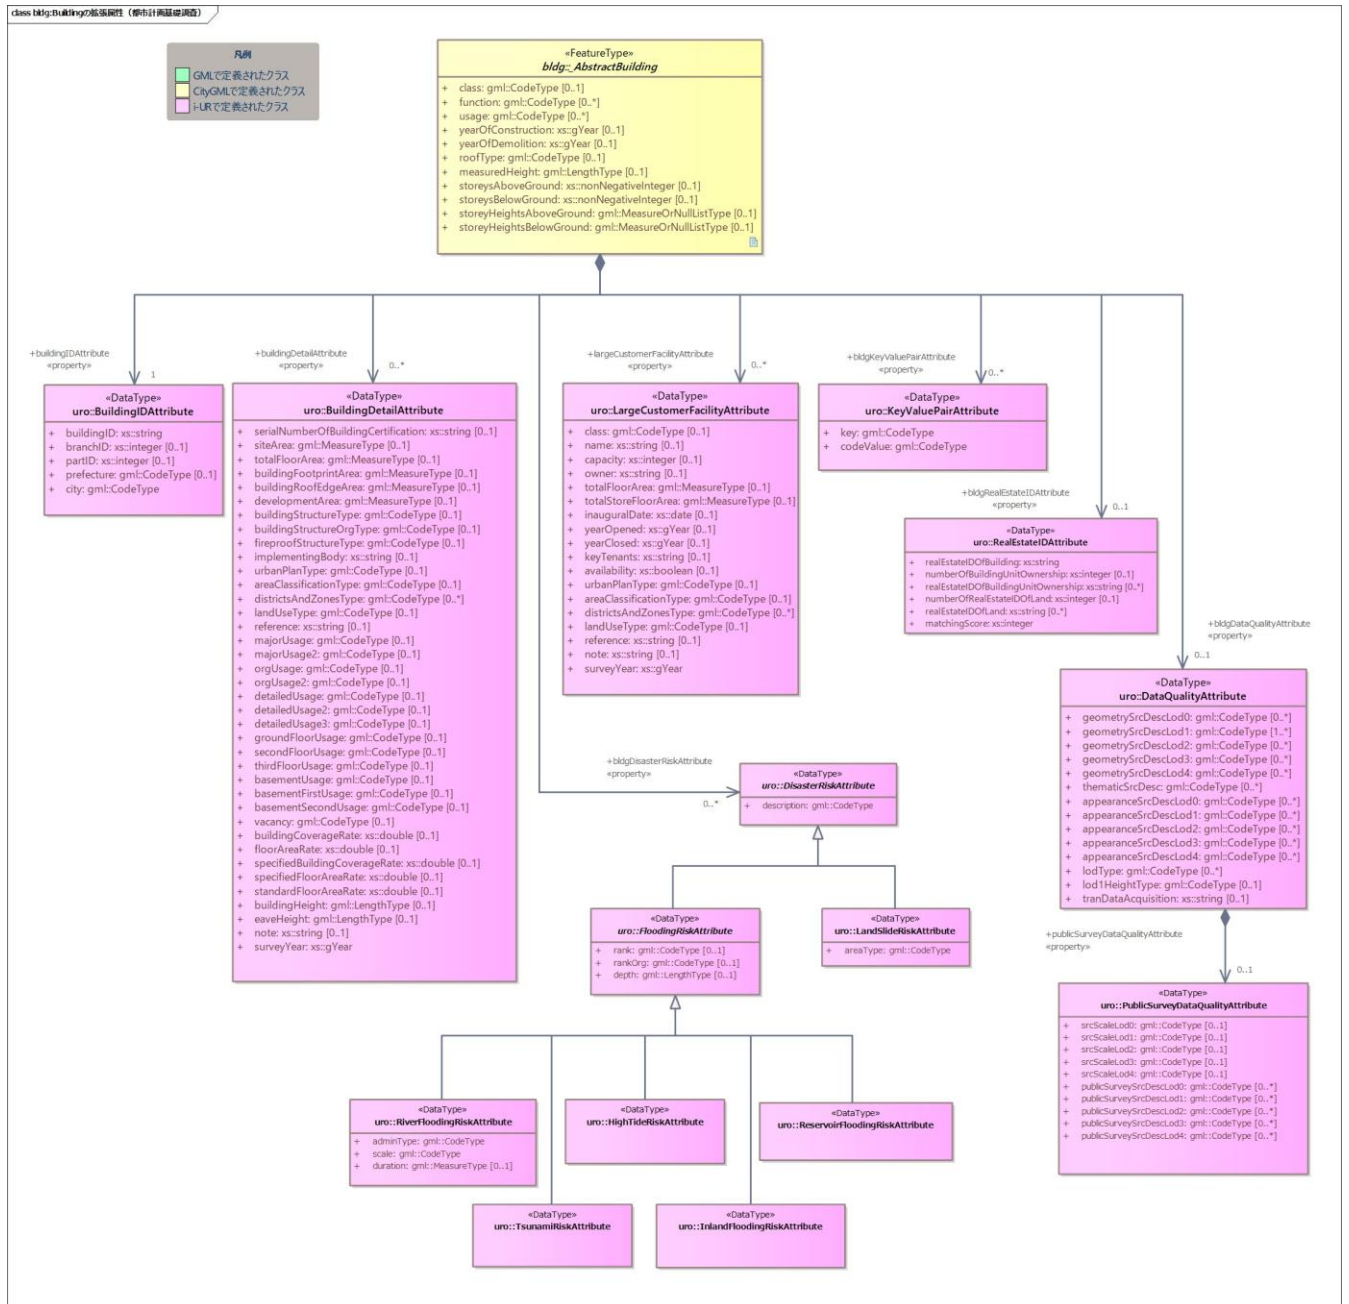 class bldg:Buildingの拡張属性（都市計画基礎調査）
凡例
GMLで定義されたクラス
CityGMLで定義されたクラス
i-URで定義されたクラス
«FeatureType»
bldg::_AbstractBuilding
+ class: gml::CodeType [0..1]
+ function: gml::CodeType [0..*]
+ usage: gml::CodeType [0..*]
+ yearOfConstruction: xs::gYear [0..1]
+ yearOfDemolition: xs::gYear [0..1]
+ roofType: gml::CodeType [0..1]
+ measuredHeight: gml::LengthType [0..1]
+ storeysAboveGround: xs::nonNegativeInteger [0..1]
+ storeysBelowGround: xs::nonNegativeInteger [0..1]
+ storeyHeightsAboveGround: gml::MeasureOrNullListType [0..1]
+ storeyHeightsBelowGround: gml::MeasureOrNullListType [0..1]
+buildingIDAttribute
«property»
1
«DataType»
uro::BuildingIDAttribute
+ buildingID: xs::string
+ branchID: xs::integer [0..1]
+ partID: xs::integer [0..1]
+ prefecture: gml::CodeType [0..1]
+ city: gml::CodeType
+buildingDetailAttribute
«property»
0..*
«DataType»
uro::BuildingDetailAttribute
+ serialNumberOfBuildingCertification: xs::string [0..1]
+ siteArea: gml::MeasureType [0..1]
+ totalFloorArea: gml::MeasureType [0..1]
+ buildingFootprintArea: gml::MeasureType [0..1]
+ buildingRoofEdgeArea: gml::MeasureType [0..1]
+ developmentArea: gml::MeasureType [0..1]
+ buildingStructureType: gml::CodeType [0..1]
+ buildingStructureOrgType: gml::CodeType [0..1]
+ fireproofStructureType: gml::CodeType [0..1]
+ implementingBody: xs::string [0..1]
+ urbanPlanType: gml::CodeType [0..1]
+ areaClassificationType: gml::CodeType [0..1]
+ districtsAndZonesType: gml::CodeType [0..*]
+ landUseType: gml::CodeType [0..1]
+ reference: xs::string [0..1]
+ majorUsage: gml::CodeType [0..1]
+ majorUsage2: gml::CodeType [0..1]
+ orgUsage: gml::CodeType [0..1]
+ orgUsage2: gml::CodeType [0..1]
+ detailedUsage: gml::CodeType [0..1]
+ detailedUsage2: gml::CodeType [0..1]
+ detailedUsage3: gml::CodeType [0..1]
+ groundFloorUsage: gml::CodeType [0..1]
+ secondFloorUsage: gml::CodeType [0..1]
+ thirdFloorUsage: gml::CodeType [0..1]
+ basementUsage: gml::CodeType [0..1]
+ basementFirstUsage: gml::CodeType [0..1]
+ basementSecondUsage: gml::CodeType [0..1]
+ vacancy: gml::CodeType [0..1]
+ buildingCoverageRate: xs::double [0..1]
+ floorAreaRate: xs::double [0..1]
+ specifiedBuildingCoverageRate: xs::double [0..1]
+ specifiedFloorAreaRate: xs::double [0..1]
+ standardFloorAreaRate: xs::double [0..1]
+ buildingHeight: gml::LengthType [0..1]
+ eaveHeight: gml::LengthType [0..1]
+ note: xs::string [0..1]
+ surveyYear: xs::gYear
+largeCustomerFacilityAttribute
«property»
0..*
«DataType»
uro::LargeCustomerFacilityAttribute
+ class: gml::CodeType [0..1]
+ name: xs::string [0..1]
+ capacity: xs::integer [0..1]
+ owner: xs::string [0..1]
+ totalFloorArea: gml::MeasureType [0..1]
+ totalStoreFloorArea: gml::MeasureType [0..1]
+ inauguralDate: xs::date [0..1]
+ yearOpened: xs::gYear [0..1]
+ yearClosed: xs::gYear [0..1]
+ keyTenants: xs::string [0..1]
+ availability: xs::boolean [0..1]
+ urbanPlanType: gml::CodeType [0..1]
+ areaClassificationType: gml::CodeType [0..1]
+ districtsAndZonesType: gml::CodeType [0..*]
+ landUseType: gml::CodeType [0..1]
+ reference: xs::string [0..1]
+ note: xs::string [0..1]
+ surveyYear: xs::gYear
+bldgKeyValuePairAttribute
«property»
0..*
«DataType»
uro::KeyValuePairAttribute
+ key: gml::CodeType
+ codeValue: gml::CodeType
+bldgRealEstateIDAttribute
«property»
0..1
«DataType»
uro::RealEstateIDAttribute
+ realEstateIDOfBuilding: xs::string
+ numberOfBuildingUnitOwnership: xs::integer [0..1]
+ realEstateIDOfBuildingUnitOwnership: xs::string [0..*]
+ numberOfRealEstateIDOfLand: xs::integer [0..1]
+ realEstateIDOfLand: xs::string [0..*]
+ matchingScore: xs::integer
+bldgDataQualityAttribute
«property»
0..1
«DataType»
uro::DataQualityAttribute
+ geometrySrcDescLod0: gml::CodeType [0..*]
+ geometrySrcDescLod1: gml::CodeType [1..*]
+ geometrySrcDescLod2: gml::CodeType [0..*]
+ geometrySrcDescLod3: gml::CodeType [0..*]
+ geometrySrcDescLod4: gml::CodeType [0..*]
+ thematicSrcDesc: gml::CodeType [0..*]
+ appearanceSrcDescLod0: gml::CodeType [0..*]
+ appearanceSrcDescLod1: gml::CodeType [0..*]
+ appearanceSrcDescLod2: gml::CodeType [0..*]
+ appearanceSrcDescLod3: gml::CodeType [0..*]
+ appearanceSrcDescLod4: gml::CodeType [0..*]
+ lodType: gml::CodeType [0..*]
+ lod1HeightType: gml::CodeType [0..1]
+ tranDataAcquisition: xs::string [0..1]
+bldgDisasterRiskAttribute
«property»
0..*
«DataType»
uro::DisasterRiskAttribute
+ description: gml::CodeType
«DataType»
uro::FloodingRiskAttribute
+ rank: gml::CodeType [0..1]
+ rankOrg: gml::CodeType [0..1]
+ depth: gml::LengthType [0..1]
«DataType»
uro::LandSlideRiskAttribute
+ areaType: gml::CodeType
+publicSurveyDataQualityAttribute
«property»
0..1
«DataType»
uro::PublicSurveyDataQualityAttribute
+ srcScaleLod0: gml::CodeType [0..1]
+ srcScaleLod1: gml::CodeType [0..1]
+ srcScaleLod2: gml::CodeType [0..1]
+ srcScaleLod3: gml::CodeType [0..1]
+ srcScaleLod4: gml::CodeType [0..1]
+ publicSurveySrcDescLod0: gml::CodeType [0..*]
+ publicSurveySrcDescLod1: gml::CodeType [0..*]
+ publicSurveySrcDescLod2: gml::CodeType [0..*]
+ publicSurveySrcDescLod3: gml::CodeType [0..*]
+ publicSurveySrcDescLod4: gml::CodeType [0..*]
«DataType»
uro::RiverFloodingRiskAttribute
+ adminType: gml::CodeType
+ scale: gml::CodeType
+ duration: gml::MeasureType [0..1]
«DataType»
uro::HighTideRiskAttribute
«DataType»
uro::ReservoirFloodingRiskAttribute
«DataType»
uro::TsunamiRiskAttribute
«DataType»
uro::InlandFloodingRiskAttribute